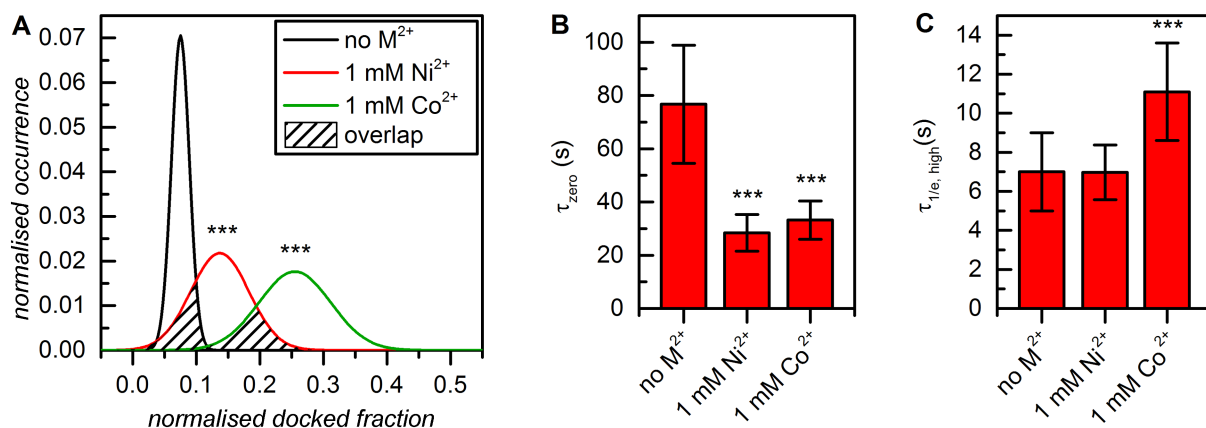 A
normalised occurrence
0.07
0.06
0.05
0.04
0.03
0.02
0.01
0.00
no M²⁺
1 mM Ni²⁺
1 mM Co²⁺
overlap
***
***
0.0 0.1 0.2 0.3 0.4 0.5
normalised docked fraction
B
τzero (s)
100
80
60
40
20
0
***
***
no M²⁺
1 mM Ni²⁺
1 mM Co²⁺
C
τ1/e, high(s)
14
12
10
8
6
4
2
0
***
no M²⁺
1 mM Ni²⁺
1 mM Co²⁺